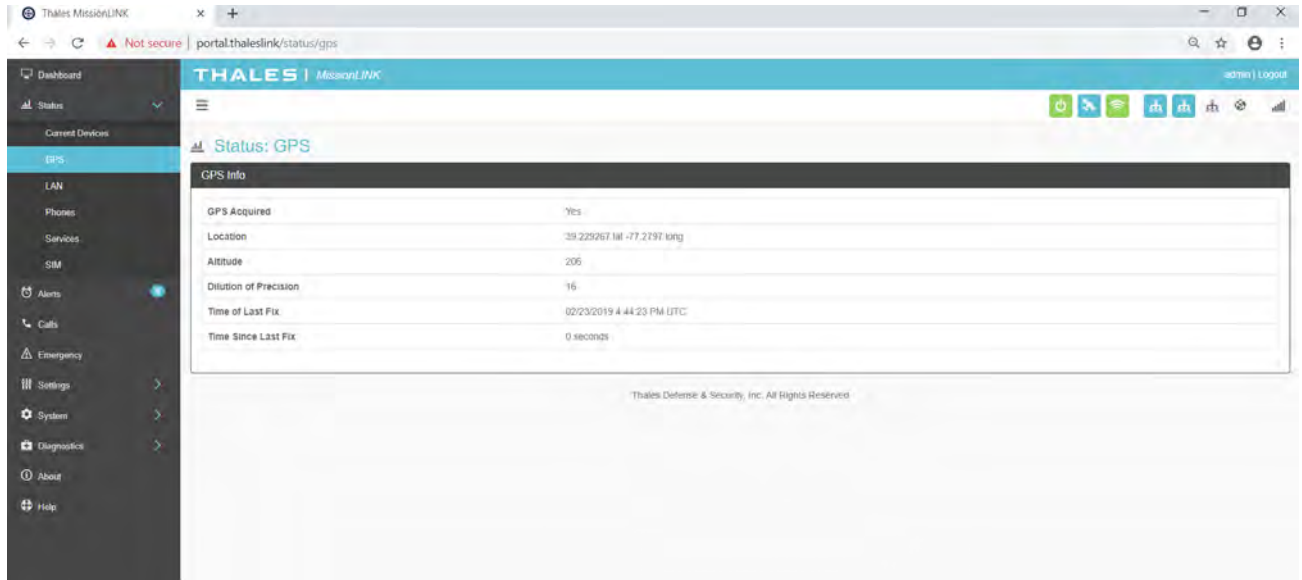 Thales MissionLINK
Not secure | portal.thaleslink/status/gps
Dashboard
THALES | MissionLINK
admin | Logout
Status
Current Devices
GPS
LAN
Phones
Services
SIM
Alerts
Calls
Emergency
Settings
System
Diagnostics
About
Help
Status: GPS
GPS Info
GPS Acquired Yes
Location 39.229267 lat -77.2797 long
Altitude 206
Dilution of Precision 16
Time of Last Fix 02/23/2019 4:44:23 PM UTC
Time Since Last Fix 0 seconds
Thales Defense & Security, Inc. All Rights Reserved